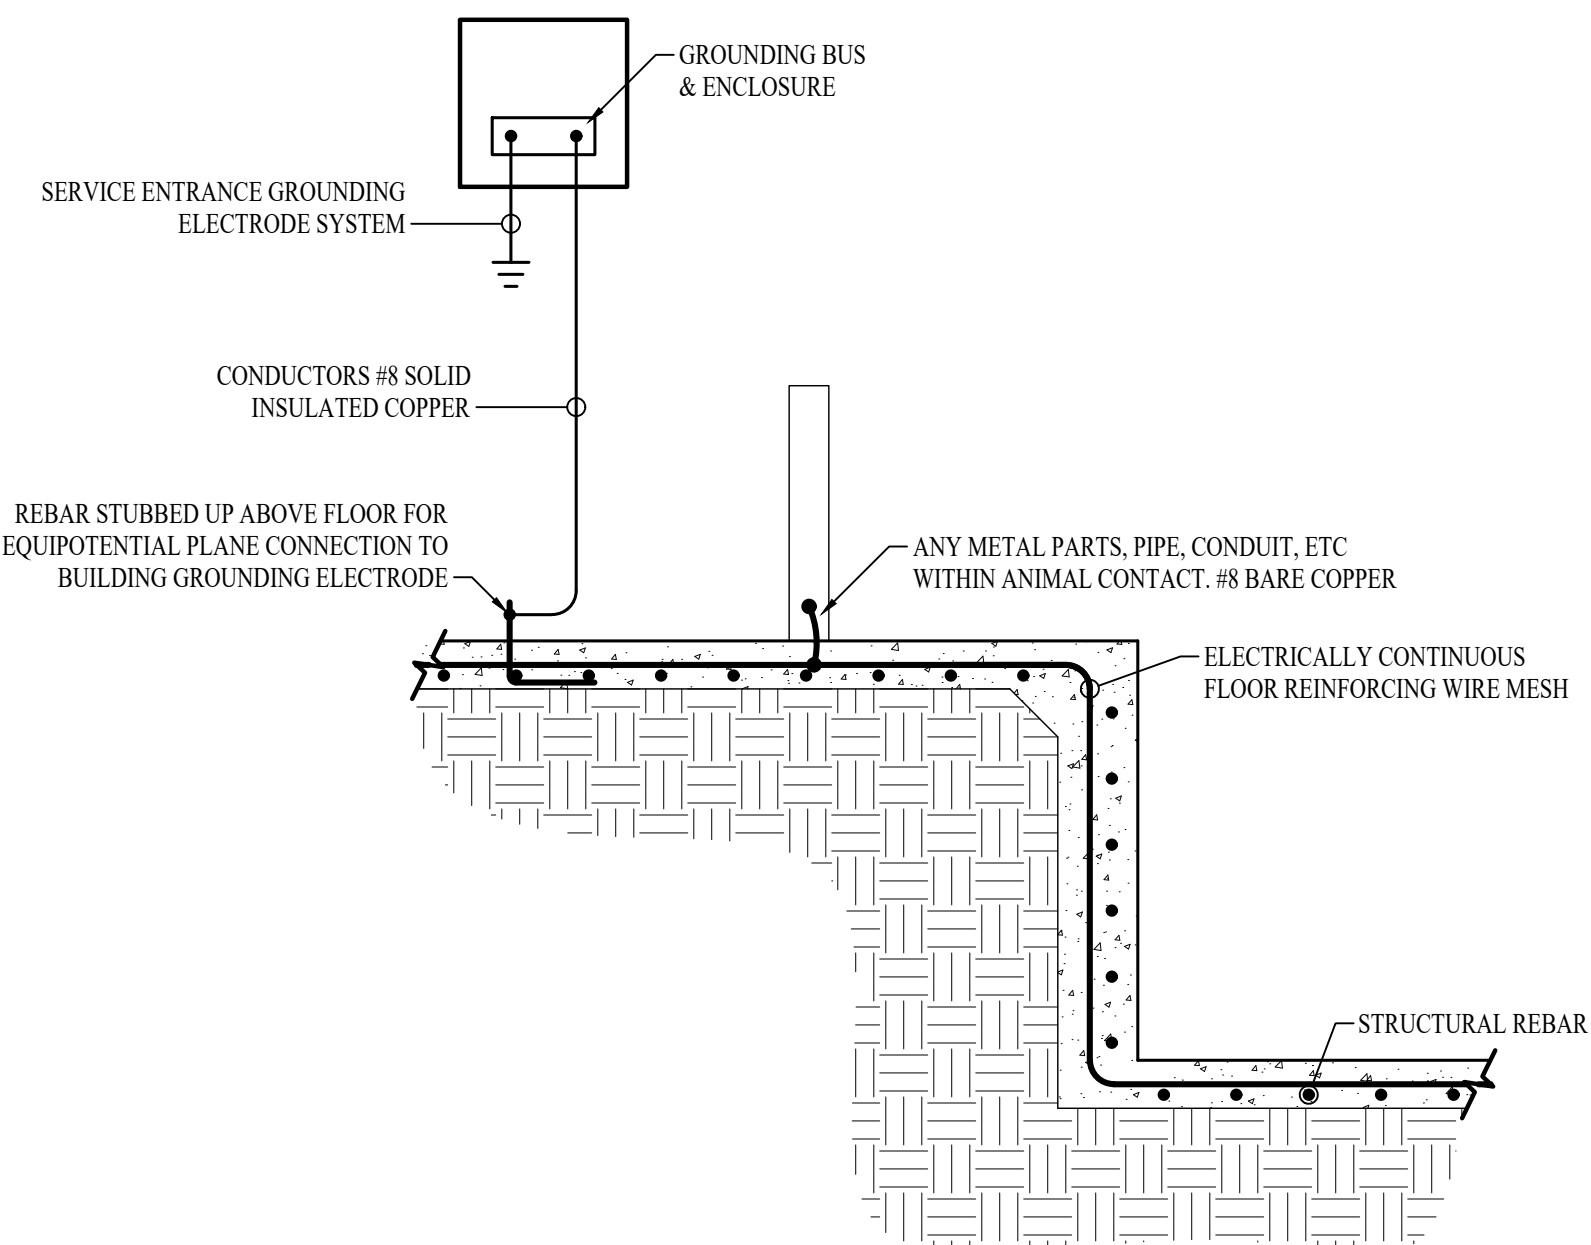 GROUNDING BUS
& ENCLOSURE
SERVICE ENTRANCE GROUNDING
ELECTRODE SYSTEM
CONDUCTORS #8 SOLID
INSULATED COPPER
REBAR STUBBED UP ABOVE FLOOR FOR
EQUIPOTENTIAL PLANE CONNECTION TO
BUILDING GROUNDING ELECTRODE
ANY METAL PARTS, PIPE, CONDUIT, ETC
WITHIN ANIMAL CONTACT. #8 BARE COPPER
ELECTRICALLY CONTINUOUS
FLOOR REINFORCING WIRE MESH
STRUCTURAL REBAR